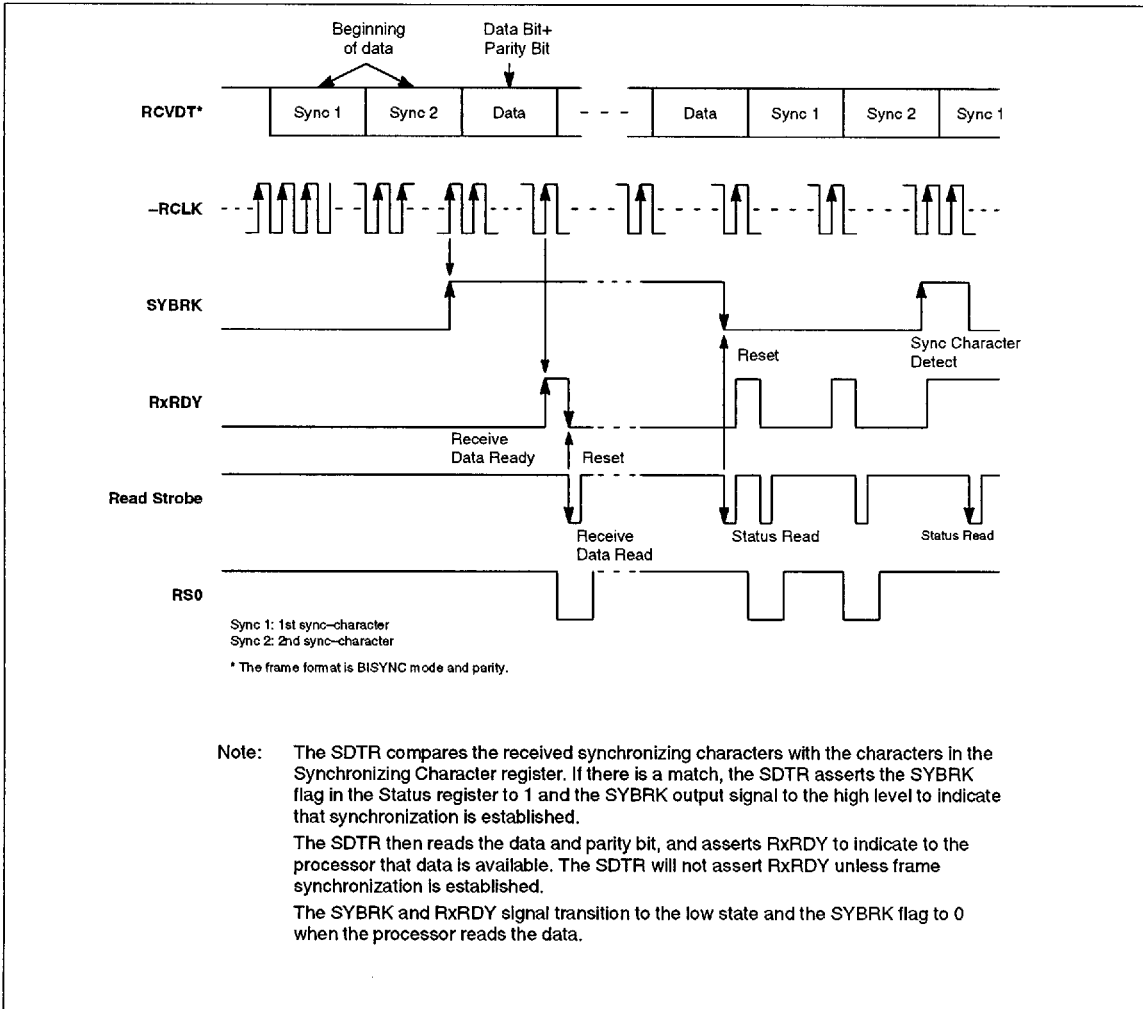 Beginning
of data
Data Bit+
Parity Bit
RCVDT*
Sync 1
Sync 2
Data
Data
Sync 1
Sync 2
Sync 1
–RCLK
SYBRK
Reset
Sync Character
Detect
RxRDY
Receive
Data Ready
Reset
Read Strobe
Receive
Data Read
Status Read
Status Read
RS0
Sync 1: 1st sync–character
Sync 2: 2nd sync–character
* The frame format is BISYNC mode and parity.
Note: The SDTR compares the received synchronizing characters with the characters in the
Synchronizing Character register. If there is a match, the SDTR asserts the SYBRK
flag in the Status register to 1 and the SYBRK output signal to the high level to indicate
that synchronization is established.
The SDTR then reads the data and parity bit, and asserts RxRDY to indicate to the
processor that data is available. The SDTR will not assert RxRDY unless frame
synchronization is established.
The SYBRK and RxRDY signal transition to the low state and the SYBRK flag to 0
when the processor reads the data.